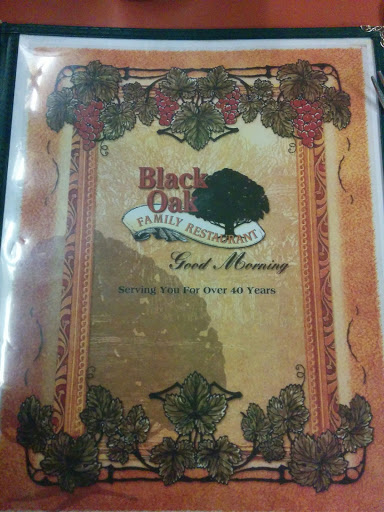 Black
Oak
FAMILY RESTAURANT
Good Morning
Serving You For Over 40 Years